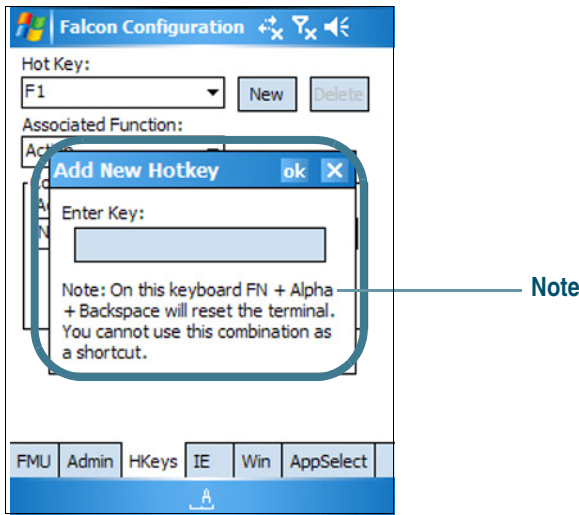 Falcon Configuration
Hot Key:
F1
New
Delete
Associated Function:
Add New Hotkey
ok
Enter Key:
Note: On this keyboard FN + Alpha
+ Backspace will reset the terminal.
You cannot use this combination as
a shortcut.
Note
FMU
Admin
HKeys
IE
Win
AppSelect